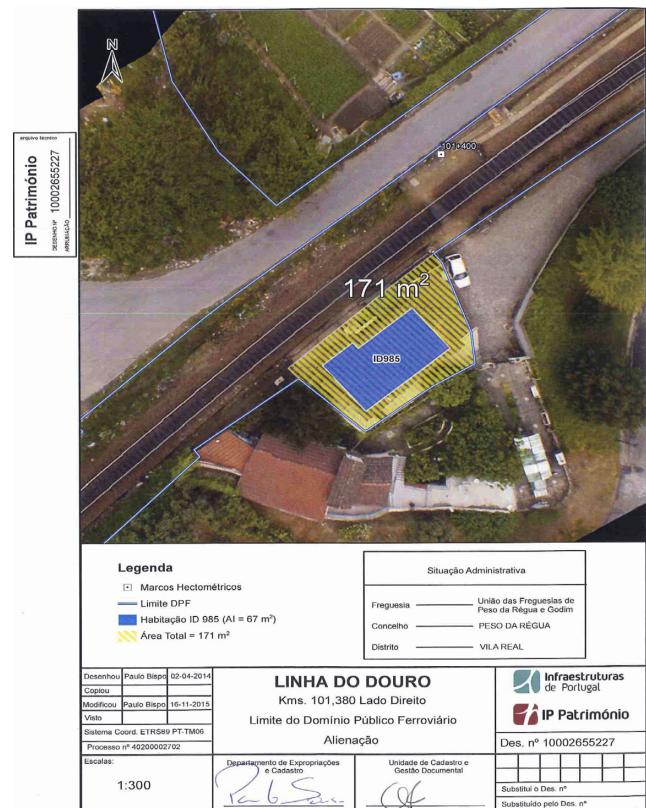 N
101+400
171 m²
ID985
arquivo técnico
IP Património
DESENHO Nº 10002655227
ARRUMAÇÃO
Legenda
Marcos Hectométricos
Limite DPF
Habitação ID 985 (AI = 67 m²)
Área Total = 171 m²
Situação Administrativa
Freguesia União das Freguesias de
Peso da Régua e Godim
Concelho PESO DA RÉGUA
Distrito VILA REAL
Desenhou Paulo Bispo 02-04-2014
Copiou
Modificou Paulo Bispo 16-11-2015
Visto
Sistema Coord. ETRS89 PT-TM06
Processo nº 40200002702
LINHA DO DOURO
Kms. 101,380 Lado Direito
Limite do Domínio Público Ferroviário
Alienação
Infraestruturas
de Portugal
IP Património
Des. nº 10002655227
Escalas:
1:300
Departamento de Expropriações
e Cadastro
Unidade de Cadastro e
Gestão Documental
Substitui o Des. nº
Substituído pelo Des. nº